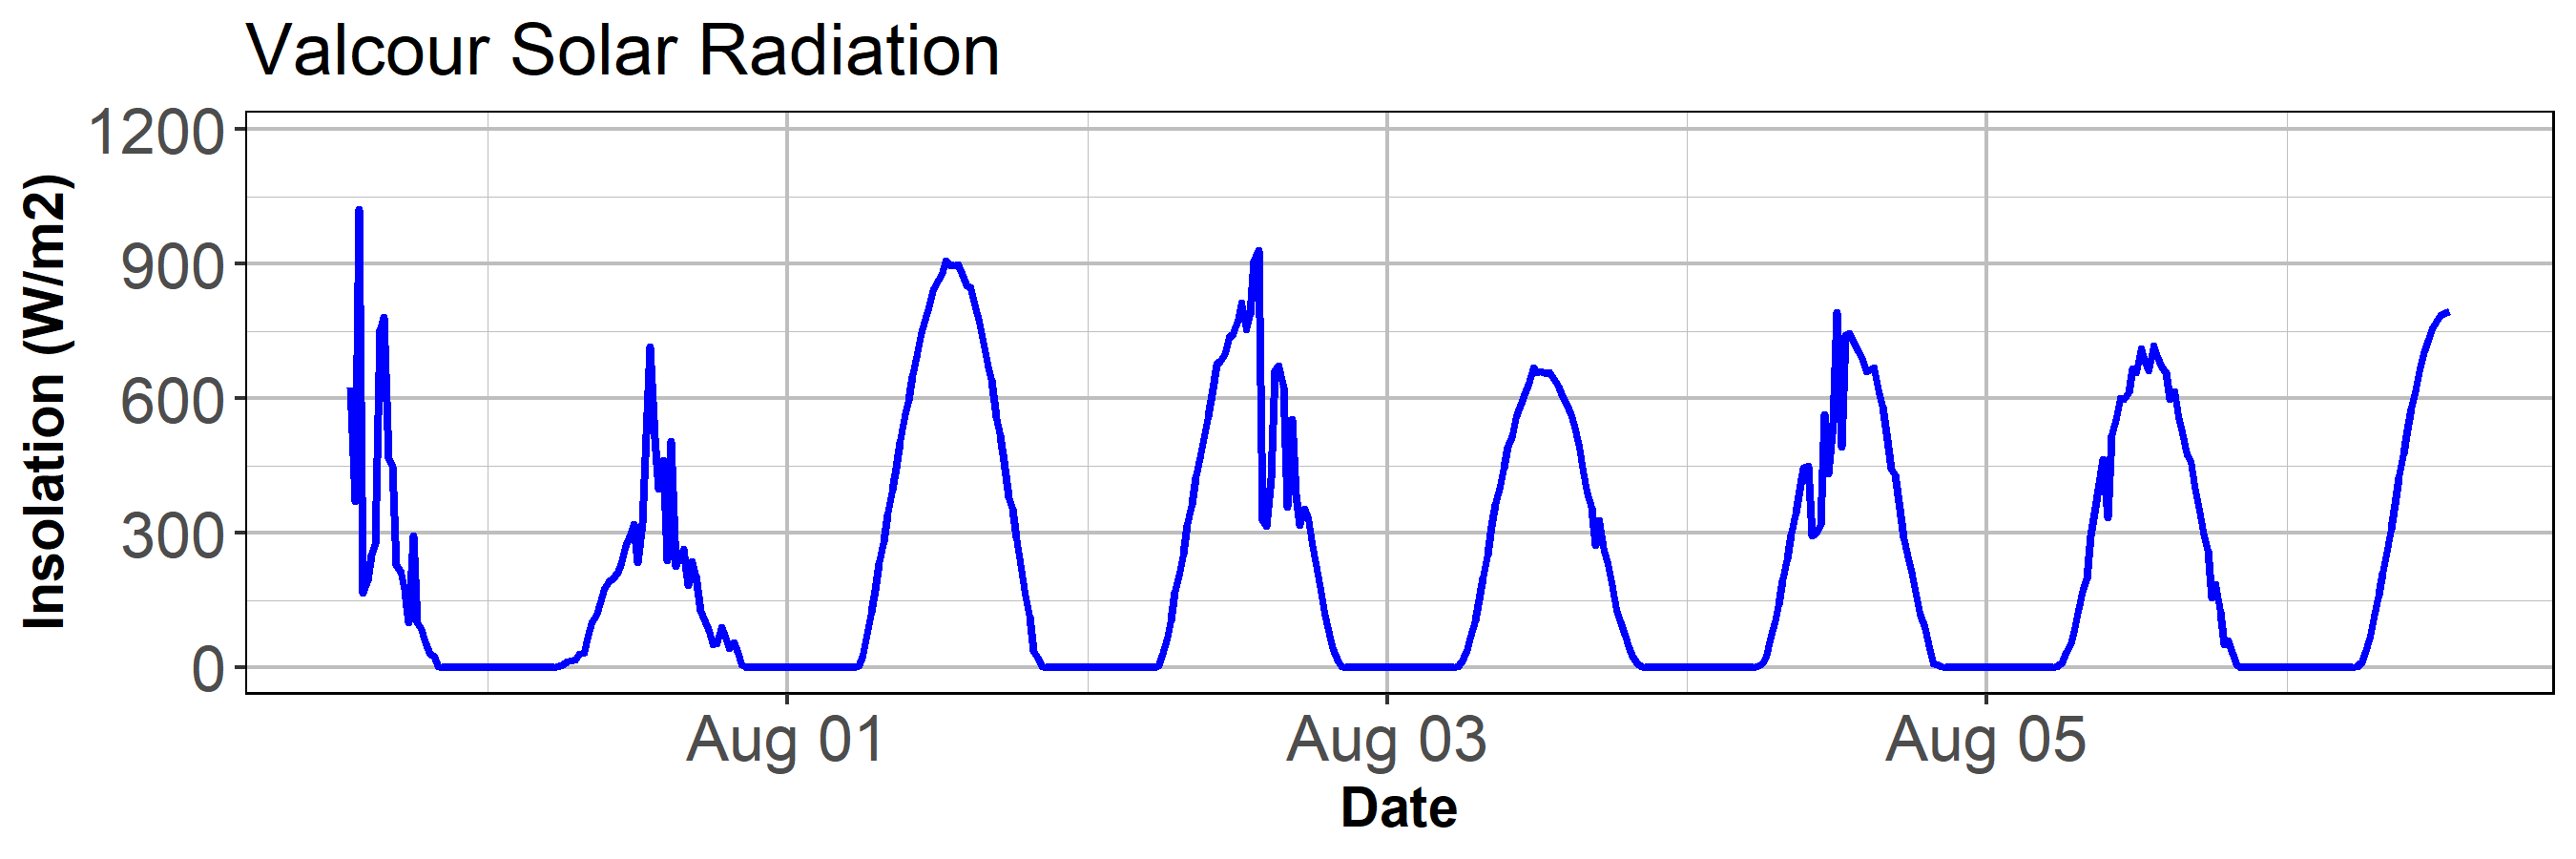 Valcour Solar Radiation
1200
900
600
300
0
Insolation (W/m2)
Aug 01
Aug 03
Aug 05
Date